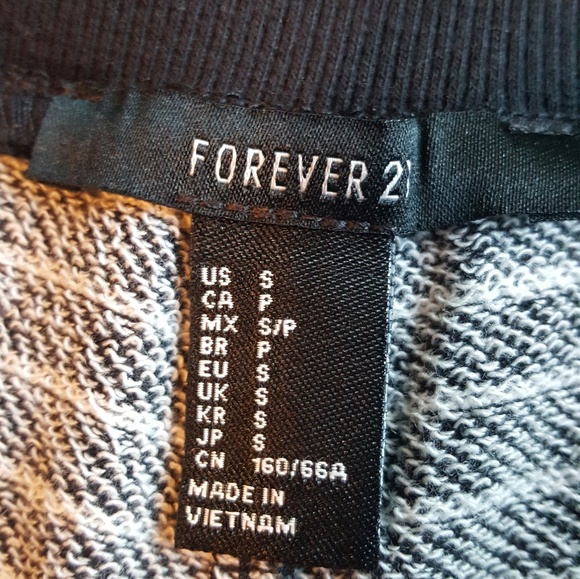 FOREVER 21
US S
CA P
MX S/P
BR P
EU S
UK S
KR S
JP S
CN 160/66A
MADE IN
VIETNAM